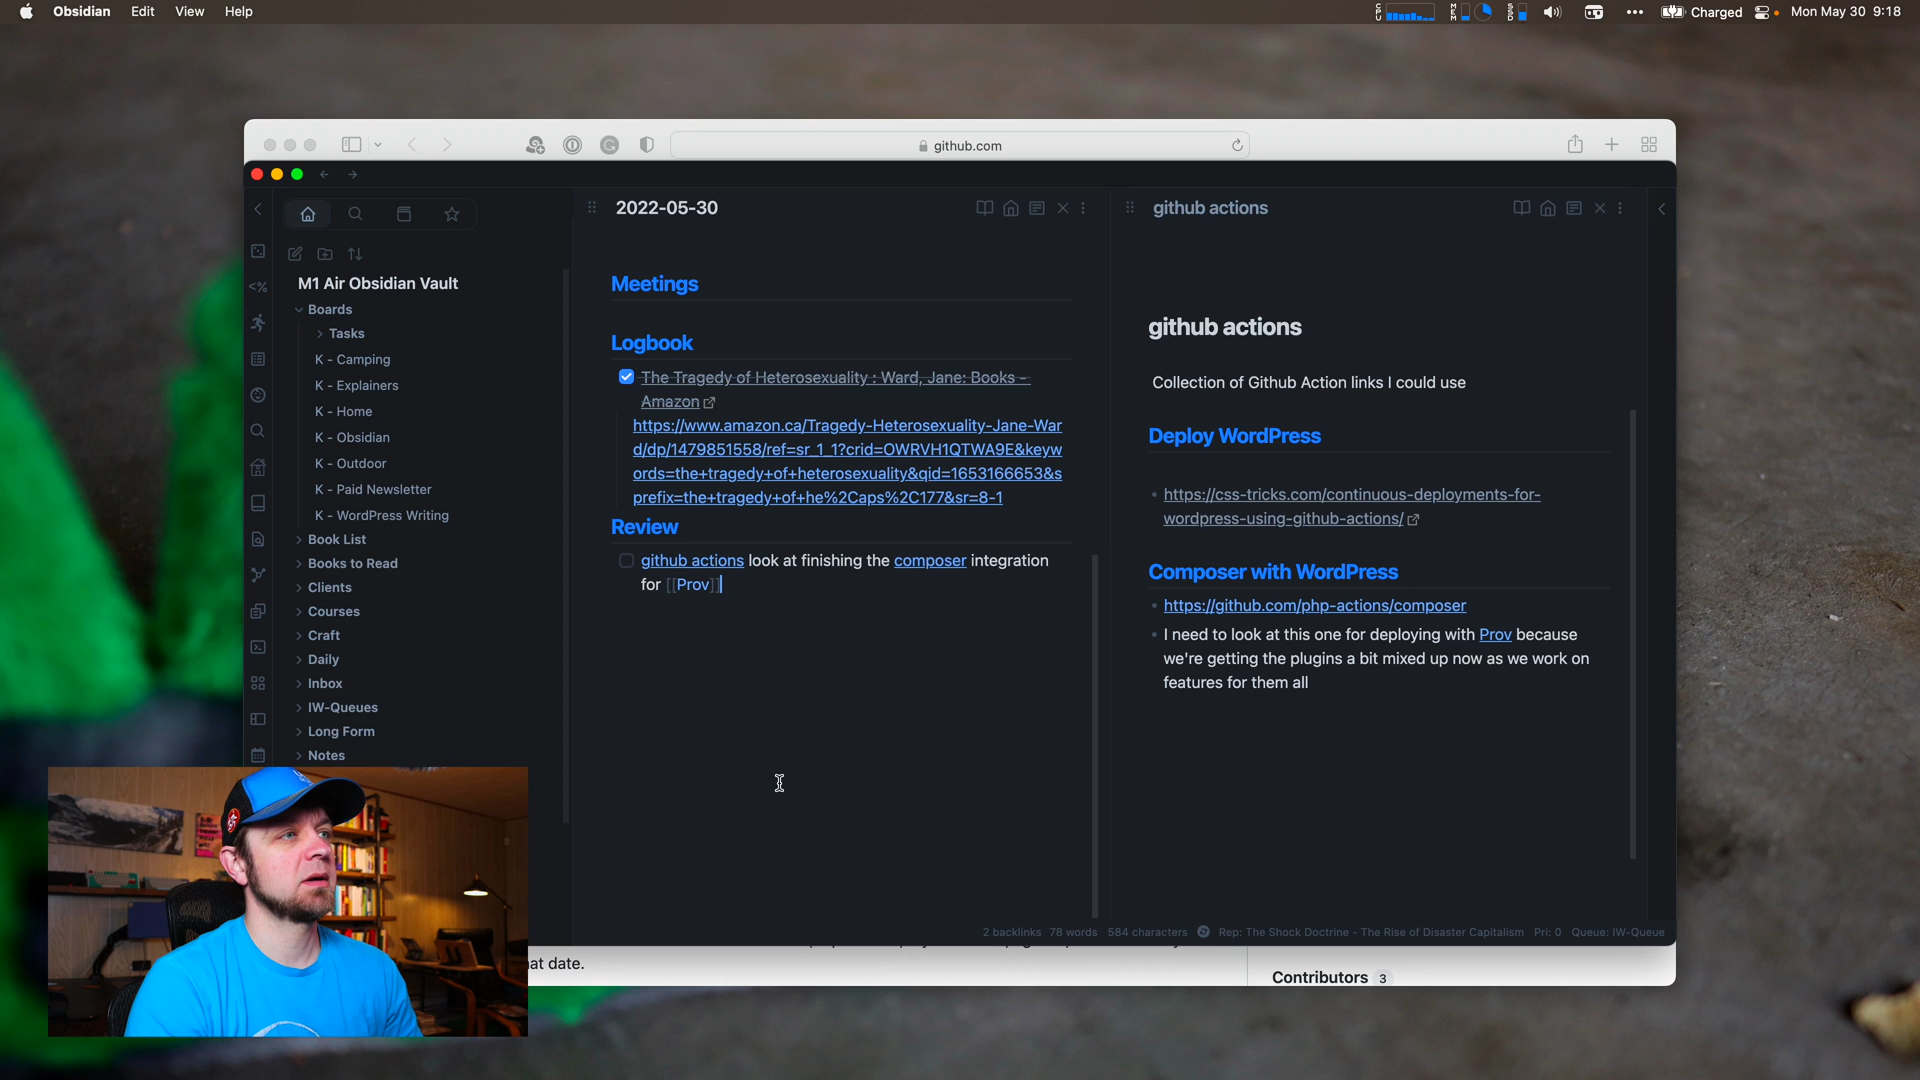 Obsidian Edit View Help
CPU MEM SSD Charged Mon May 30 9:18
github.com
2022-05-30
github actions
M1 Air Obsidian Vault
Boards
Tasks
K - Camping
K - Explainers
K - Home
K - Obsidian
K - Outdoor
K - Paid Newsletter
K - WordPress Writing
Book List
Books to Read
Clients
Courses
Craft
Daily
Inbox
IW-Queues
Long Form
Notes
Meetings
Logbook
The Tragedy of Heterosexuality : Ward, Jane: Books -
Amazon
https://www.amazon.ca/Tragedy-Heterosexuality-Jane-War
d/dp/1479851558/ref=sr_1_1?crid=OWRVH1QTWA9E&keyw
ords=the+tragedy+of+heterosexuality&qid=1653166653&s
prefix=the+tragedy+of+he%2Caps%2C177&sr=8-1
Review
github actions look at finishing the composer integration
for [[Prov]]
github actions
Collection of Github Action links I could use
Deploy WordPress
https://css-tricks.com/continuous-deployments-for-
wordpress-using-github-actions/
Composer with WordPress
https://github.com/php-actions/composer
I need to look at this one for deploying with Prov because
we're getting the plugins a bit mixed up now as we work on
features for them all
2 backlinks 78 words 584 characters Rep: The Shock Doctrine - The Rise of Disaster Capitalism Pri: 0 Queue: IW-Queue
at date.
Contributors 3